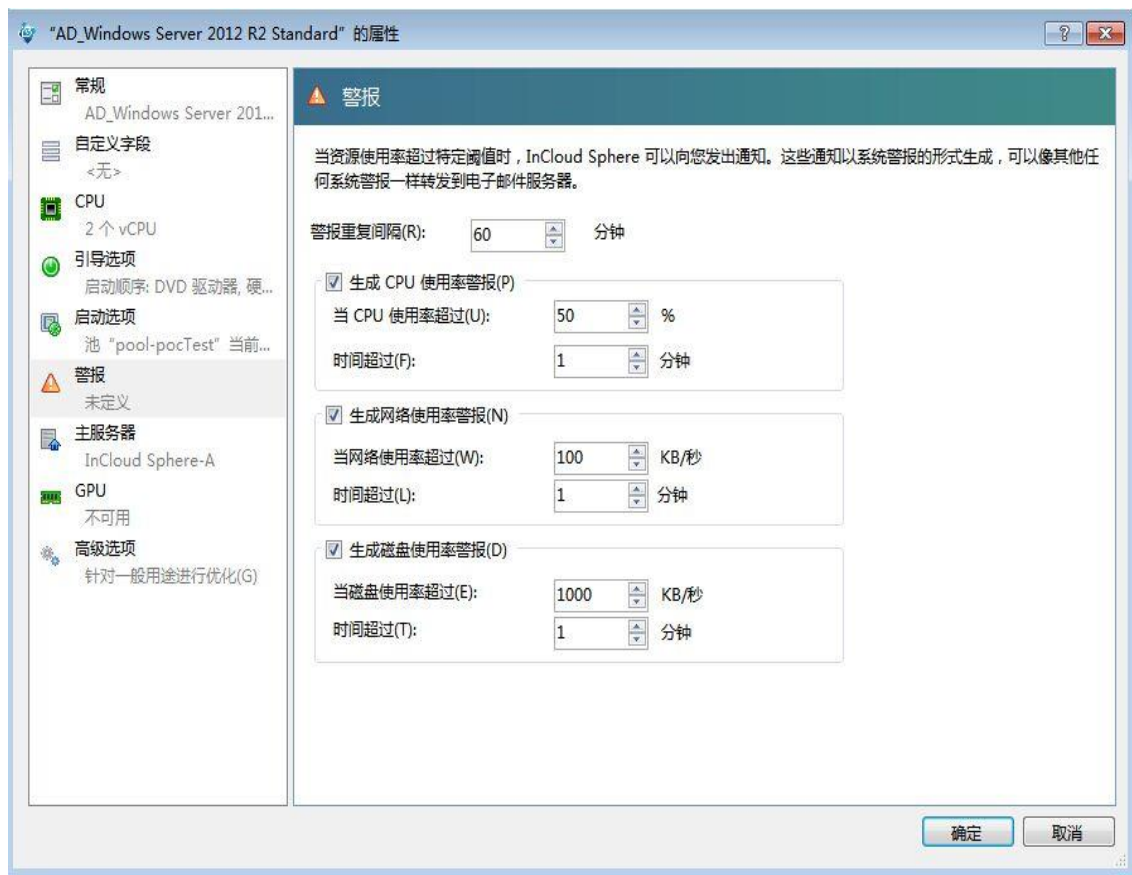 “AD_Windows Server 2012 R2 Standard”的属性
常规
AD_Windows Server 201...
自定义字段
<无>
CPU
2 个 vCPU
引导选项
启动顺序: DVD 驱动器, 硬...
启动选项
池“pool-pocTest”当前...
警报
未定义
主服务器
InCloud Sphere-A
GPU
不可用
高级选项
针对一般用途进行优化(G)
警报
当资源使用率超过特定阈值时，InCloud Sphere 可以向您发出通知。这些通知以系统警报的形式生成，可以像其他任
何系统警报一样转发到电子邮件服务器。
警报重复间隔(R): 60 分钟
生成 CPU 使用率警报(P)
当 CPU 使用率超过(U): 50 %
时间超过(F): 1 分钟
生成网络使用率警报(N)
当网络使用率超过(W): 100 KB/秒
时间超过(L): 1 分钟
生成磁盘使用率警报(D)
当磁盘使用率超过(E): 1000 KB/秒
时间超过(T): 1 分钟
确定 取消